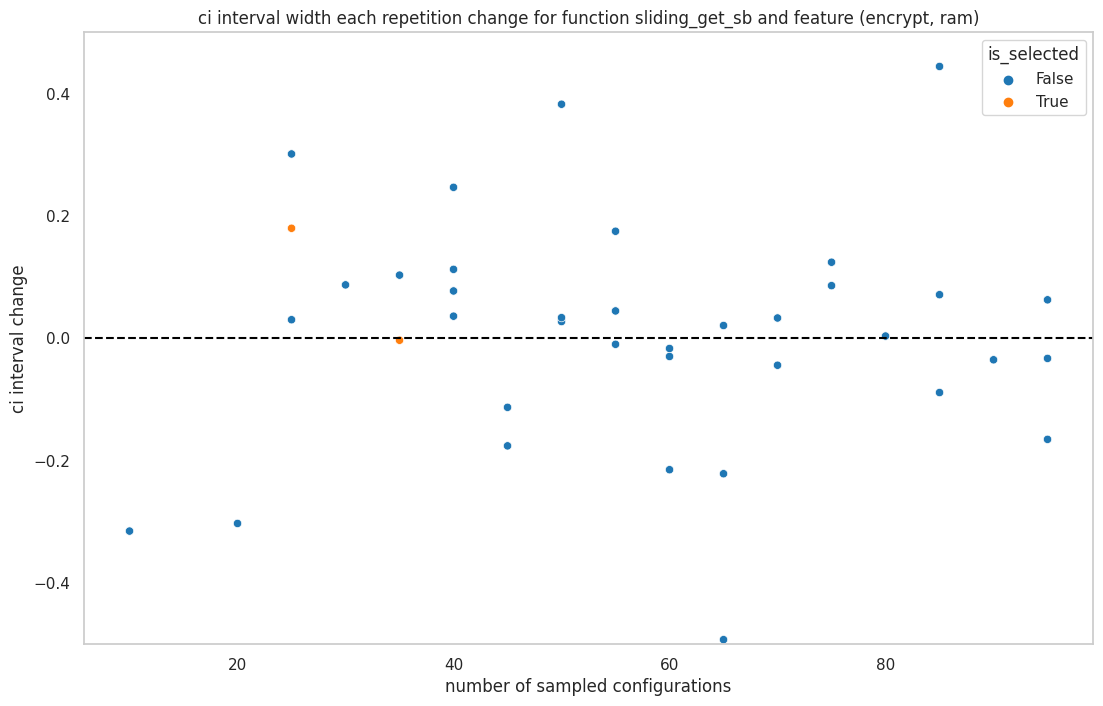 ci interval width each repetition change for function sliding_get_sb and feature (encrypt, ram)
is_selected
False
True
0.4
0.2
0.0
−0.2
−0.4
ci interval change
20
40
60
80
number of sampled configurations